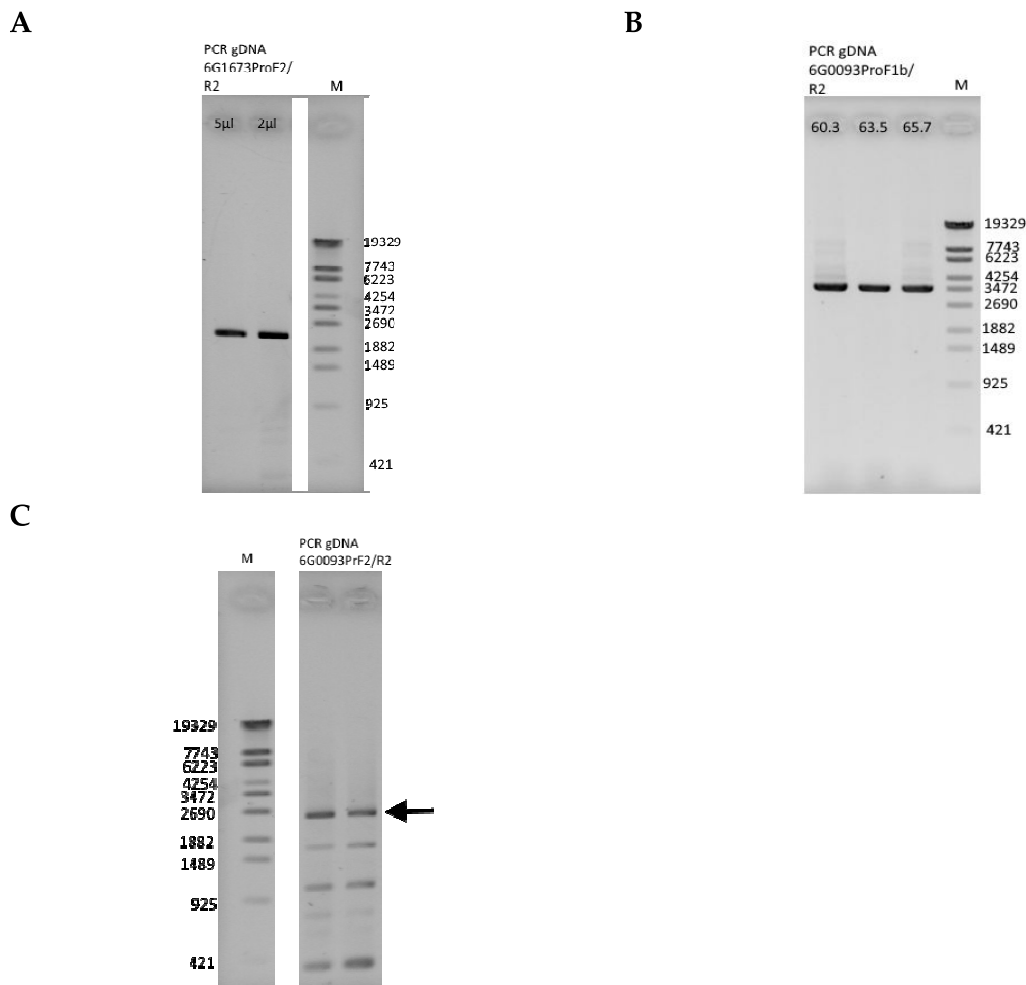 A
PCR gDNA
6G1673ProF2/
R2
M
5µl 2µl
19329
7743
6223
4254
3472
2690
1882
1489
925
421
B
PCR gDNA
6G0093ProF1b/
R2
M
60.3 63.5 65.7
19329
7743
6223
4254
3472
2690
1882
1489
925
421
C
M
PCR gDNA
6G0093PrF2/R2
19329
7743
6223
4254
3472
2690
1882
1489
925
421